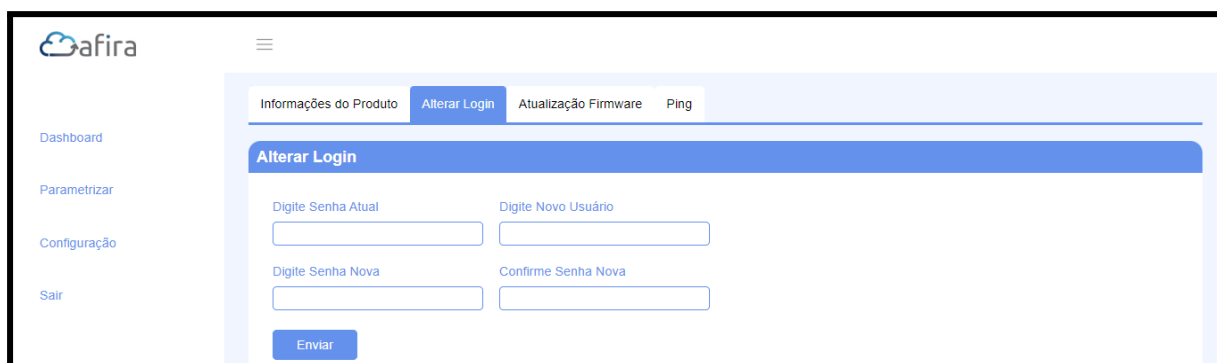 afira
Informações do Produto Alterar Login Atualização Firmware Ping
Dashboard
Parametrizar
Configuração
Sair
Alterar Login
Digite Senha Atual Digite Novo Usuário
Digite Senha Nova Confirme Senha Nova
Enviar